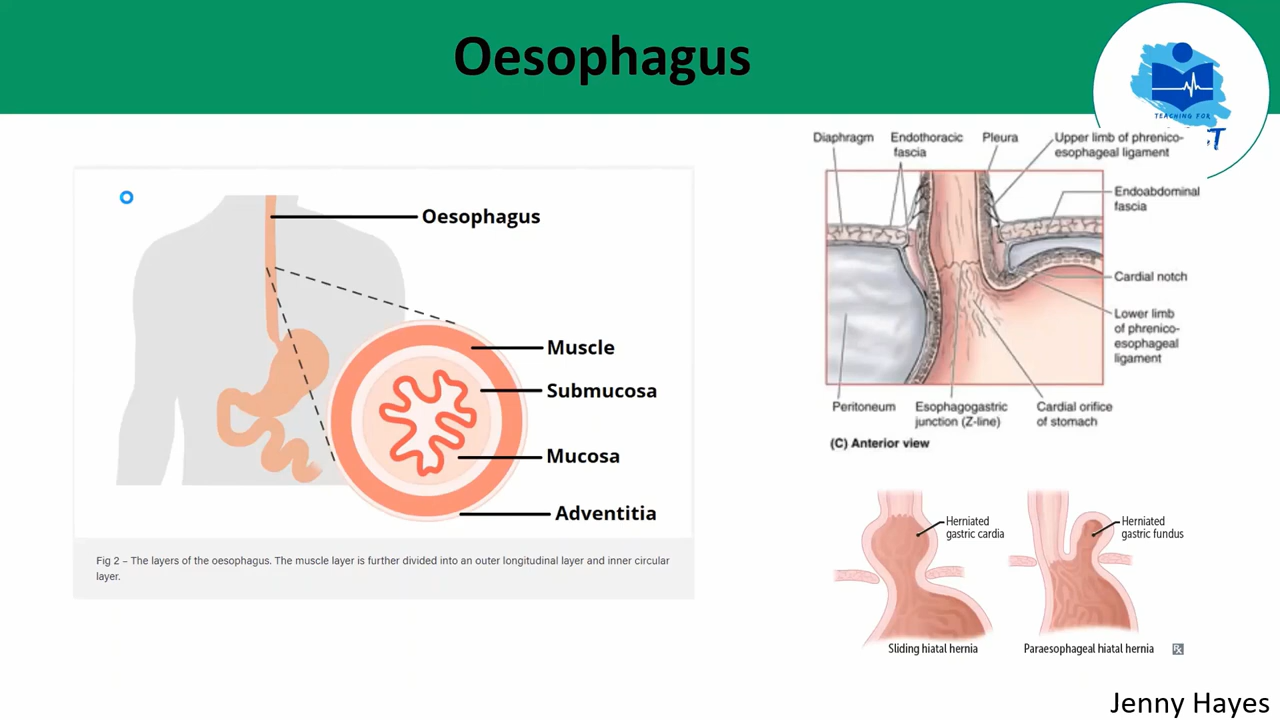 Oesophagus
TEACHING FOR
T
Oesophagus
Muscle
Submucosa
Mucosa
Adventitia
Fig 2 – The layers of the oesophagus. The muscle layer is further divided into an outer longitudinal layer and inner circular
layer.
Diaphragm
Endothoracic
fascia
Pleura
Upper limb of phrenico-
esophageal ligament
Endoabdominal
fascia
Cardial notch
Lower limb
of phrenico-
esophageal
ligament
Peritoneum
Esophagogastric
junction (Z-line)
Cardial orifice
of stomach
(C) Anterior view
Herniated
gastric cardia
Herniated
gastric fundus
Sliding hiatal hernia
Paraesophageal hiatal hernia
Jenny Hayes